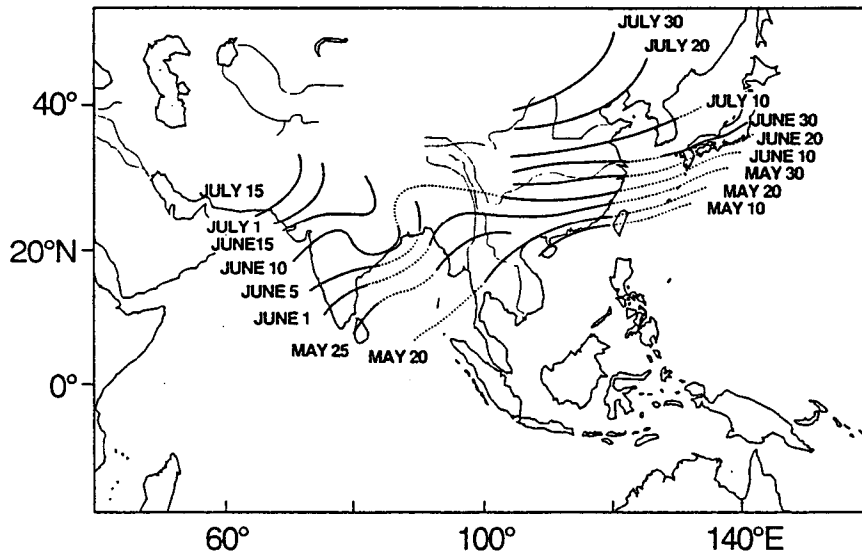 JULY 30
JULY 20
40°
JULY 10
JUNE 30
JUNE 20
JUNE 10
MAY 30
MAY 20
MAY 10
JULY 15
JULY 1
JUNE 15
20°N
JUNE 10
JUNE 5
JUNE 1
MAY 25
MAY 20
0°
60°
100°
140°E